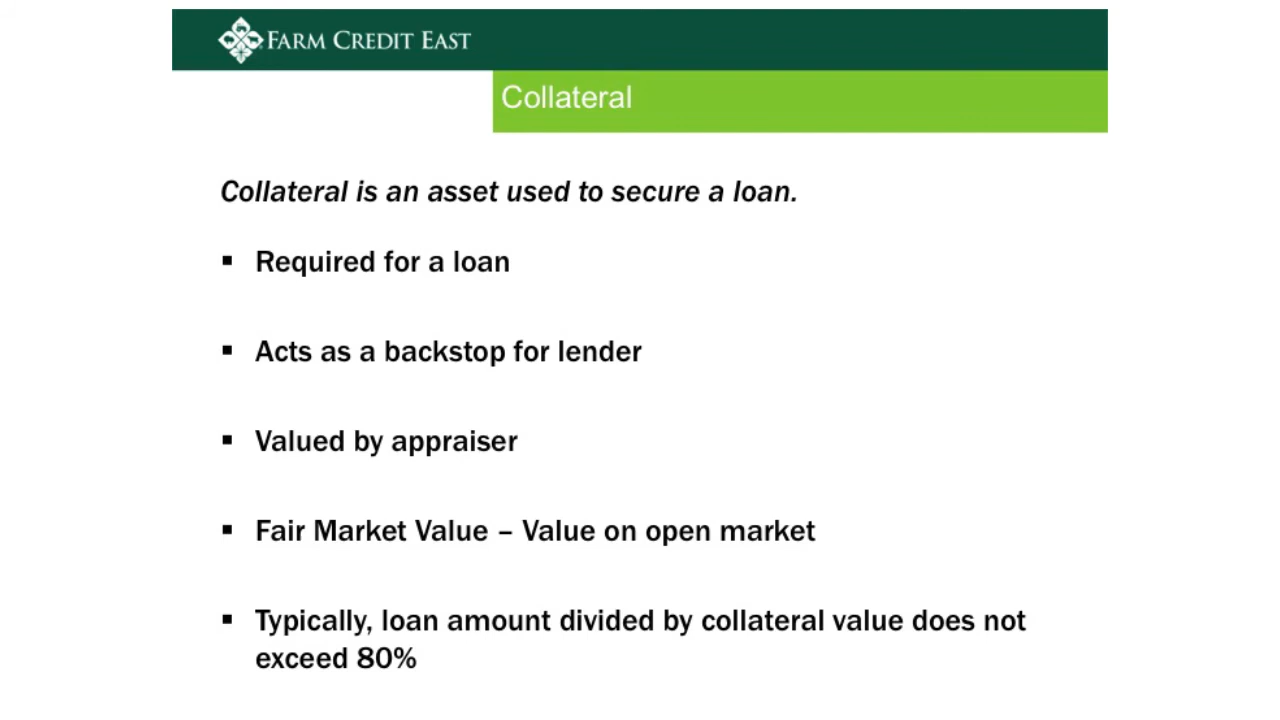 FARM CREDIT EAST
Collateral
Collateral is an asset used to secure a loan.
▪ Required for a loan
▪ Acts as a backstop for lender
▪ Valued by appraiser
▪ Fair Market Value – Value on open market
▪ Typically, loan amount divided by collateral value does not
exceed 80%